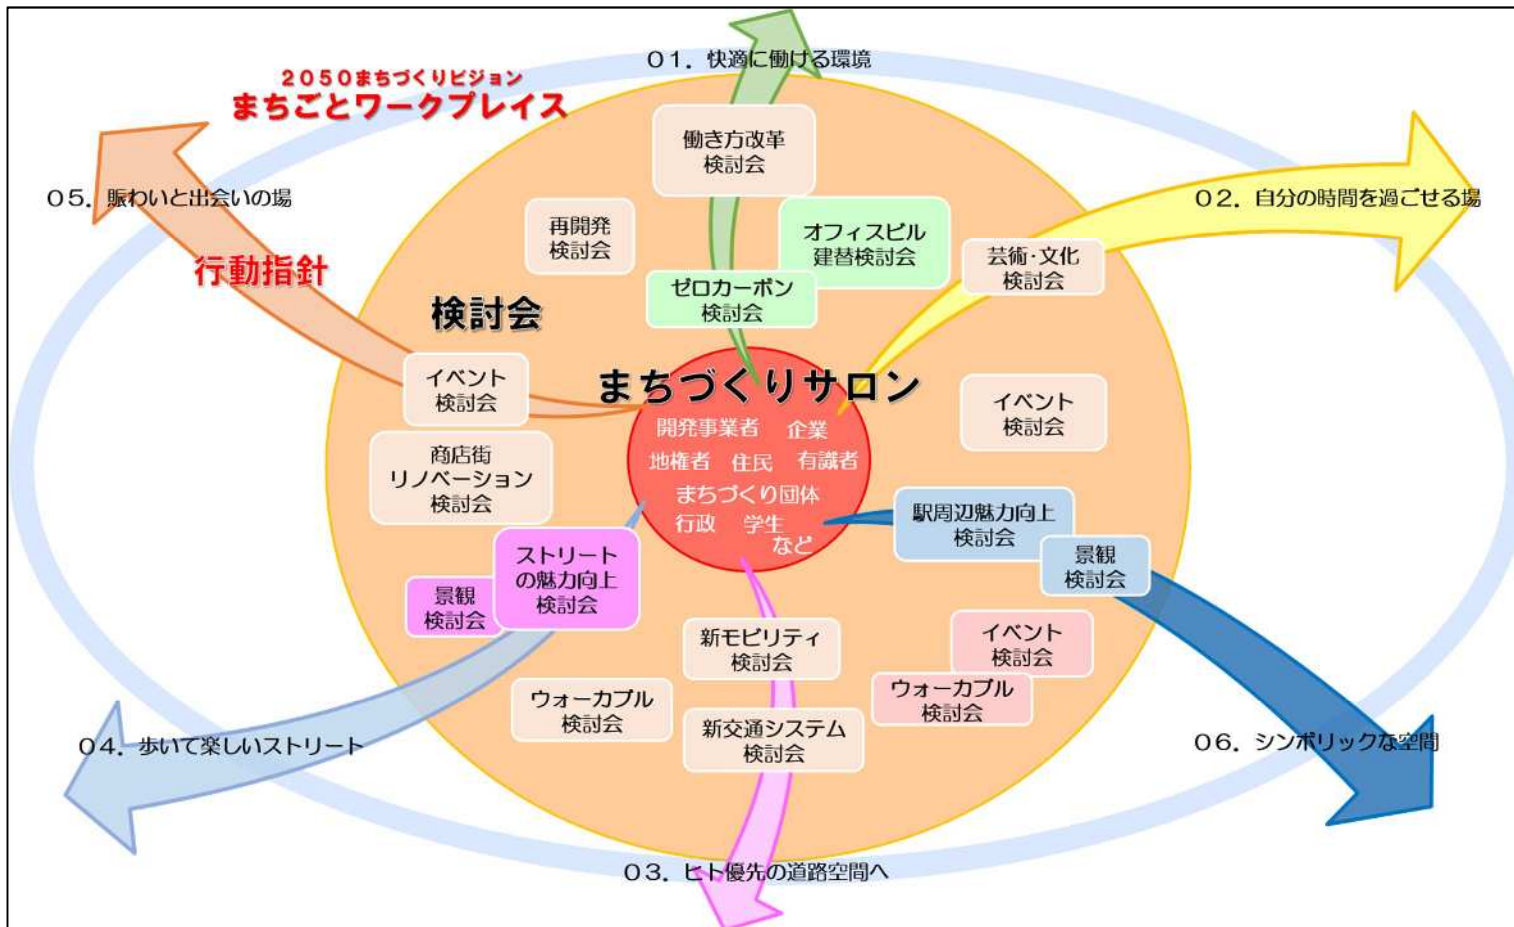 ０１．快適に働ける環境
２０５０まちづくりビジョン
まちごとワークプレイス
０５．賑わいと出会いの場
０２．自分の時間を過ごせる場
行動指針
検討会
働き方改革
検討会
再開発
検討会
オフィスビル
建替検討会
芸術･文化
検討会
ゼロカーボン
検討会
イベント
検討会
まちづくりサロン
開発事業者　企業
地権者　住民　有識者
まちづくり団体
行政　学生
など
イベント
検討会
商店街
リノベーション
検討会
駅周辺魅力向上
検討会
景観
検討会
ストリート
の魅力向上
検討会
景観
検討会
新モビリティ
検討会
イベント
検討会
ウォーカブル
検討会
ウォーカブル
検討会
新交通システム
検討会
０４．歩いて楽しいストリート
０６．シンボリックな空間
０３．ヒト優先の道路空間へ